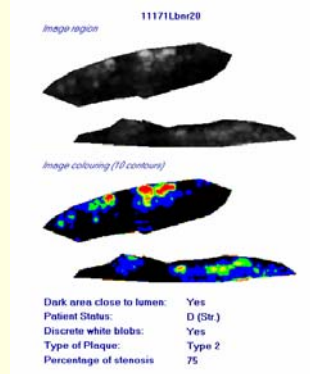 11171Lbnr20
Image region
Image colouring (10 contours)
Dark area close to lumen: Yes
Patient Status: D (Str.)
Discrete white blobs: Yes
Type of Plaque: Type 2
Percentage of stenosis 75